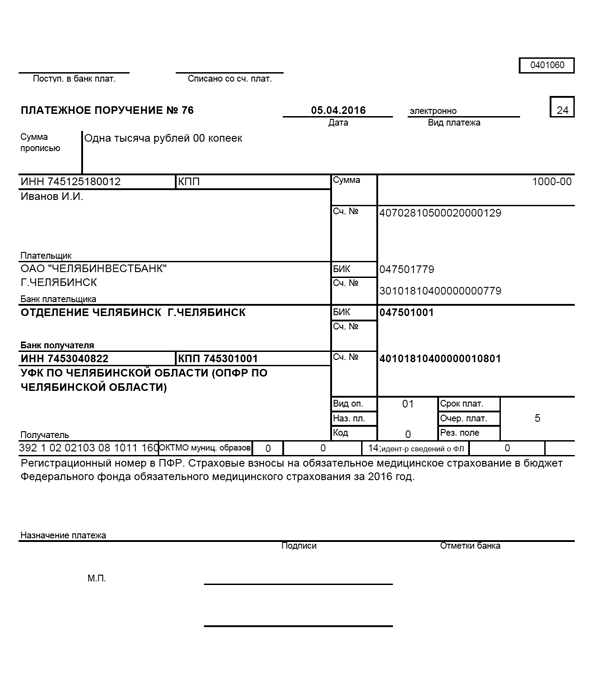 0401060
Поступ. в банк плат. Списано со сч. плат.
ПЛАТЕЖНОЕ ПОРУЧЕНИЕ № 76 05.04.2016 электронно 24
Дата Вид платежа
Сумма прописью Одна тысяча рублей 00 копеек
ИНН 745125180012 КПП Сумма 1000-00
Иванов И.И.
Сч. № 40702810500020000129
Плательщик
ОАО "ЧЕЛЯБИНВЕСТБАНК" БИК 047501779
Г.ЧЕЛЯБИНСК Сч. № 30101810400000000779
Банк плательщика
ОТДЕЛЕНИЕ ЧЕЛЯБИНСК Г.ЧЕЛЯБИНСК БИК 047501001
Сч. №
Банк получателя
ИНН 7453040822 КПП 745301001 Сч. № 40101810400000010801
УФК ПО ЧЕЛЯБИНСКОЙ ОБЛАСТИ (ОПФР ПО
ЧЕЛЯБИНСКОЙ ОБЛАСТИ)
Вид оп. 01 Срок плат.
Наз. пл. Очер. плат. 5
Получатель Код 0 Рез. поле
392 1 02 02103 08 1011 160 ОКТМО муниц. образов 0 0 14;идент-р сведений о ФЛ 0
Регистрационный номер в ПФР. Страховые взносы на обязательное медицинское страхование в бюджет
Федерального фонда обязательного медицинского страхования за 2016 год.
Назначение платежа
Подписи Отметки банка
М.П.